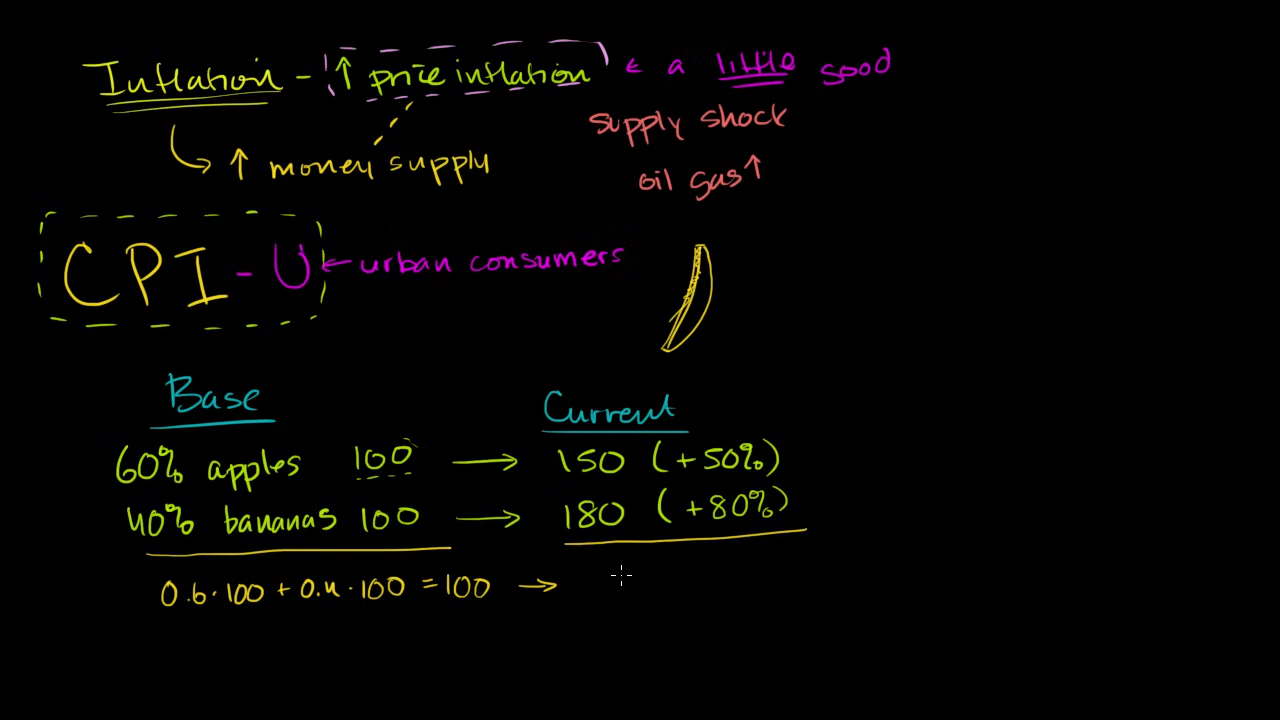 Inflation - ↑ price inflation ← a little good
supply shock
→ ↑ money supply
oil gas ↑
CPI - U ← urban consumers
Base
Current
60% apples 100 → 150 (+50%)
40% bananas 100 → 180 (+80%)
0.6·100 + 0.4·100 = 100 →